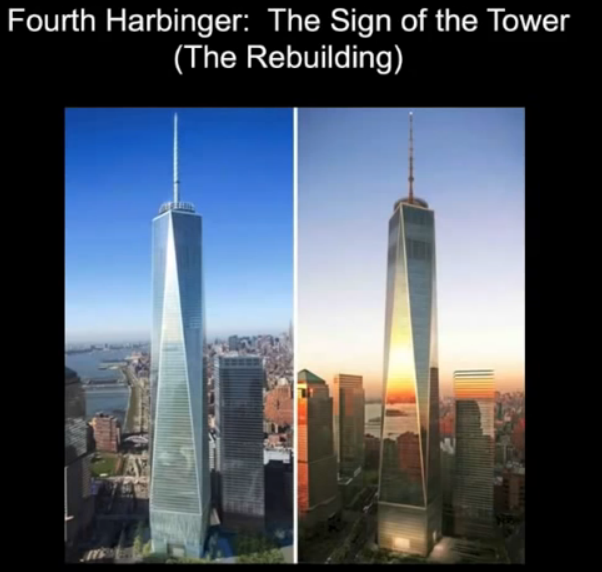 Fourth Harbinger: The Sign of the Tower
(The Rebuilding)